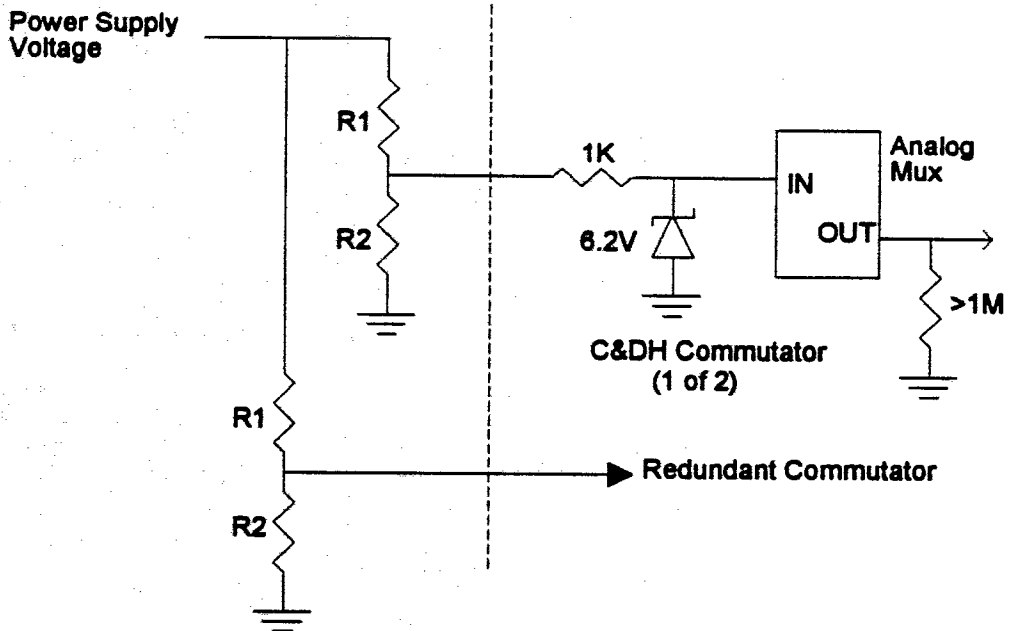 Power Supply
Voltage
R1
R2
1K
6.2V
IN
OUT
Analog
Mux
>1M
C&DH Commutator
(1 of 2)
R1
R2
Redundant Commutator